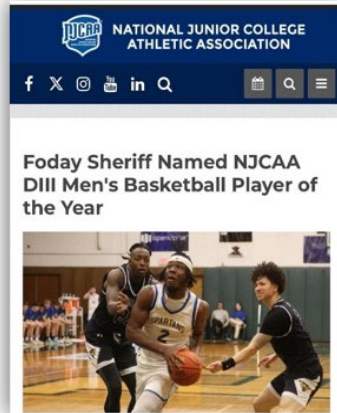 NJCAA
NATIONAL JUNIOR COLLEGE
ATHLETIC ASSOCIATION
Foday Sheriff Named NJCAA
DIII Men's Basketball Player of
the Year
SPARTANS
2